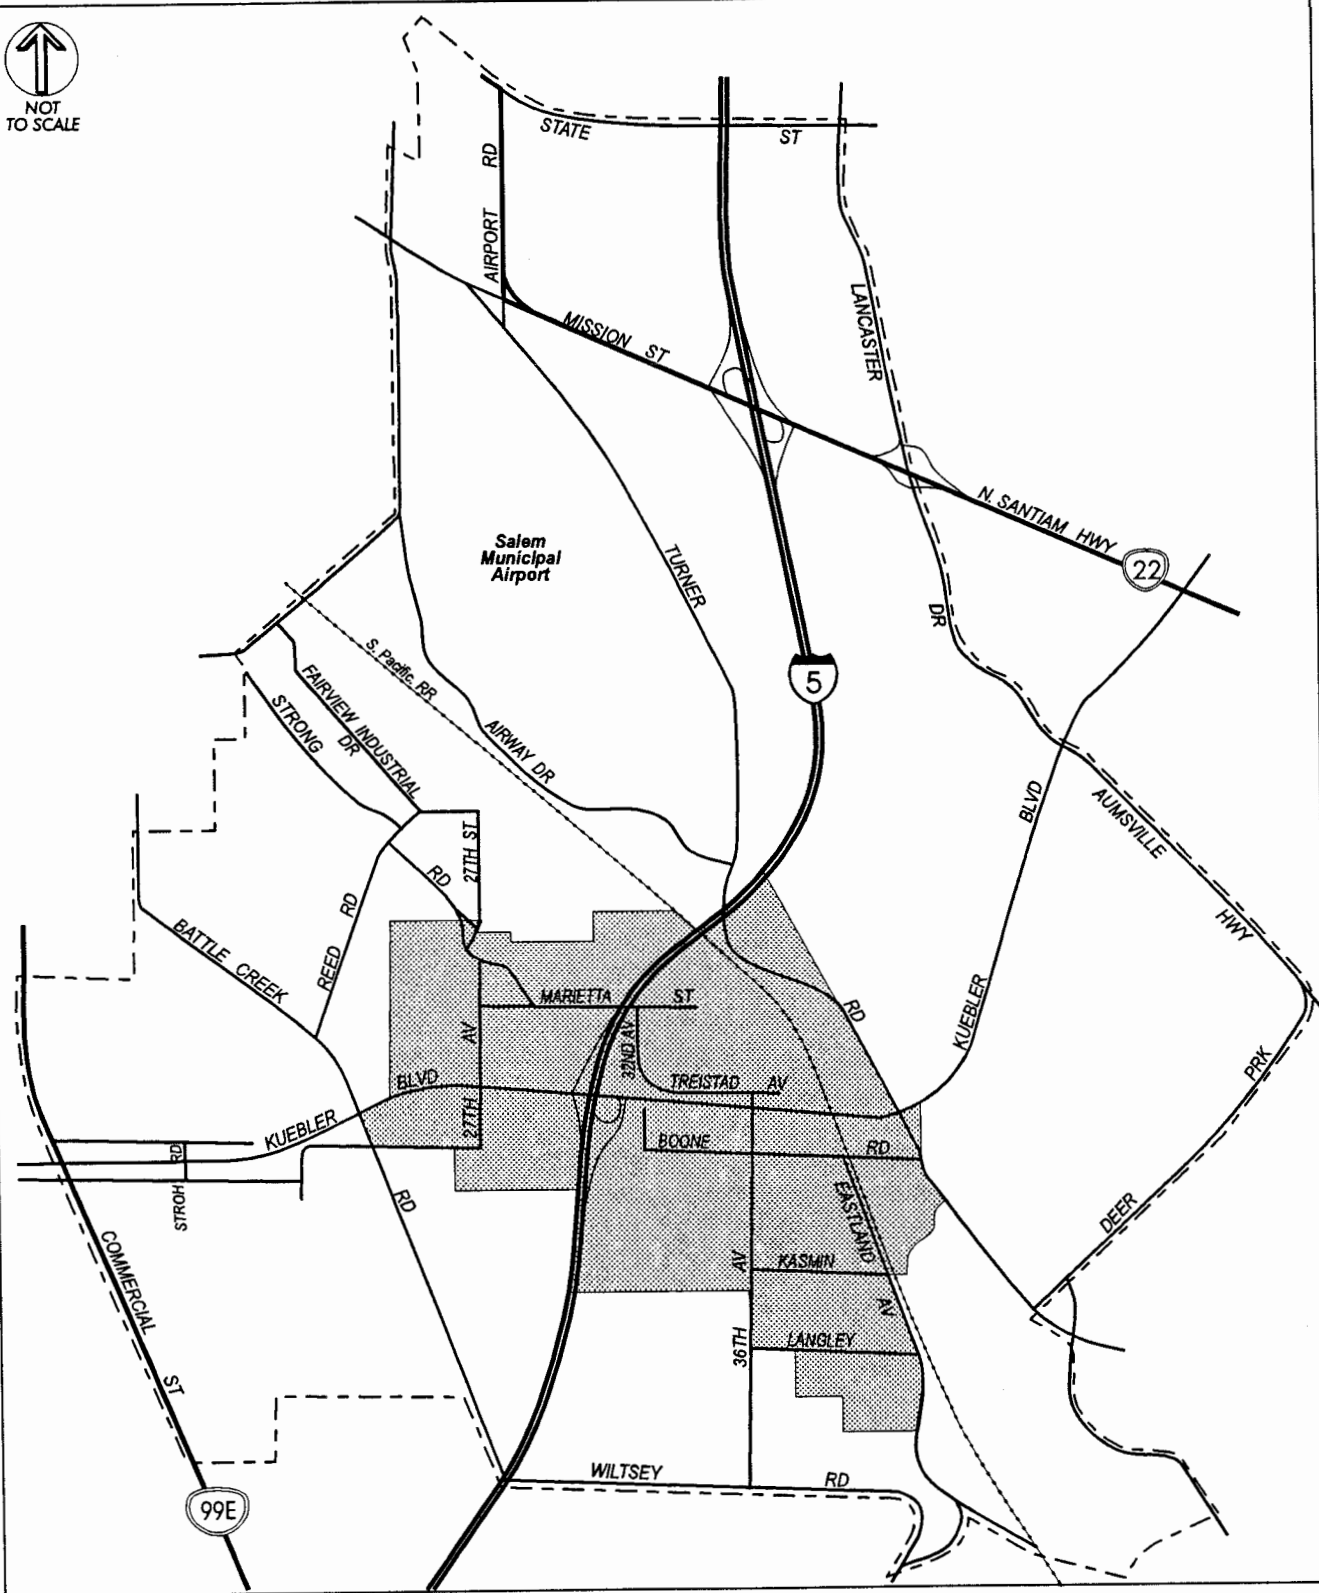 NOT
TO SCALE
STATE
ST
AIRPORT
RD
MISSION ST
LANCASTER
DR
N. SANTIAM HWY
22
Salem
Municipal
Airport
TURNER
RD
5
S. Pacific. RR
FAIRVIEW INDUSTRIAL
DR
STRONG
RD
AIRWAY DR
27TH ST
AUMSVILLE
HWY
KUEBLER
BLVD
BATTLE CREEK
RD
REED
RD
MARIETTA
ST
27TH
AV
32ND AV
TREISTAD
AV
KUEBLER
BLVD
BOONE
RD
STROH
RD
EASTLAND
AV
KASMIN
36TH
AV
LANGLEY
DEER
PRK
COMMERCIAL
ST
WILTSEY
RD
99E